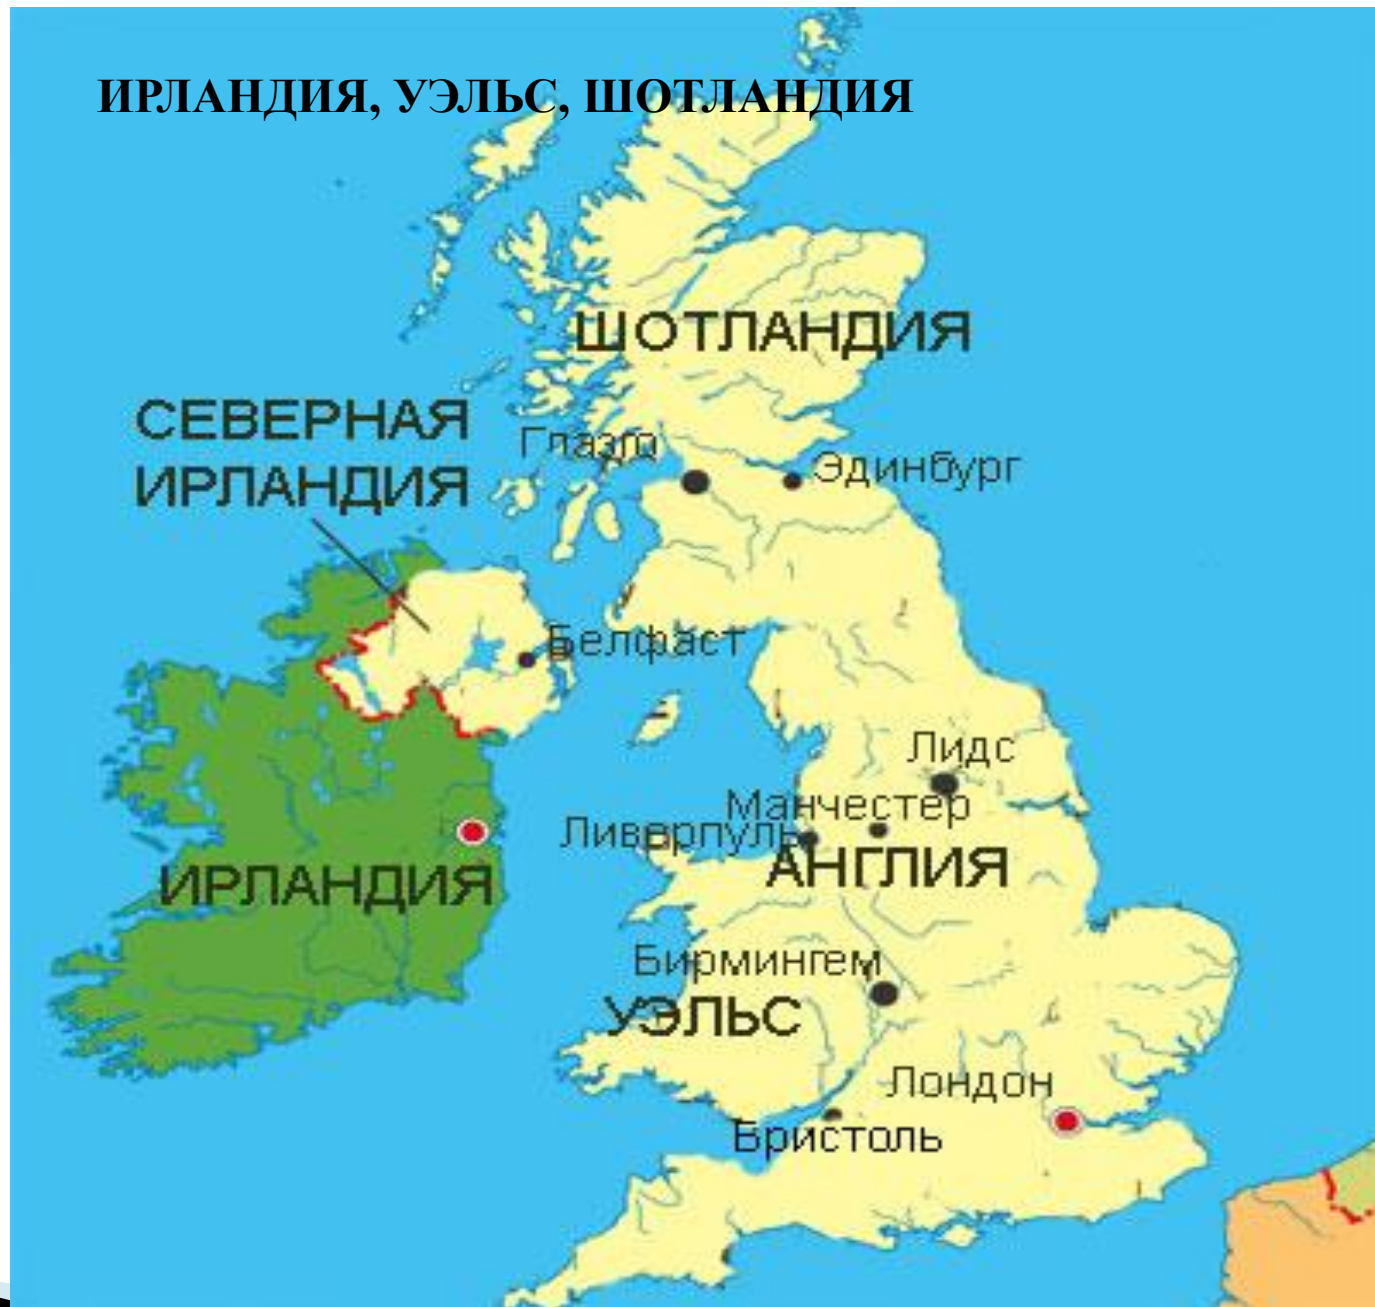 ИРЛАНДИЯ, УЭЛЬС, ШОТЛАНДИЯ
ШОТЛАНДИЯ
СЕВЕРНАЯ
ИРЛАНДИЯ
Глазго
Эдинбург
Белфаст
Лидс
Манчестер
Ливерпуль
АНГЛИЯ
ИРЛАНДИЯ
Бирмингем
УЭЛЬС
Лондон
Бристоль